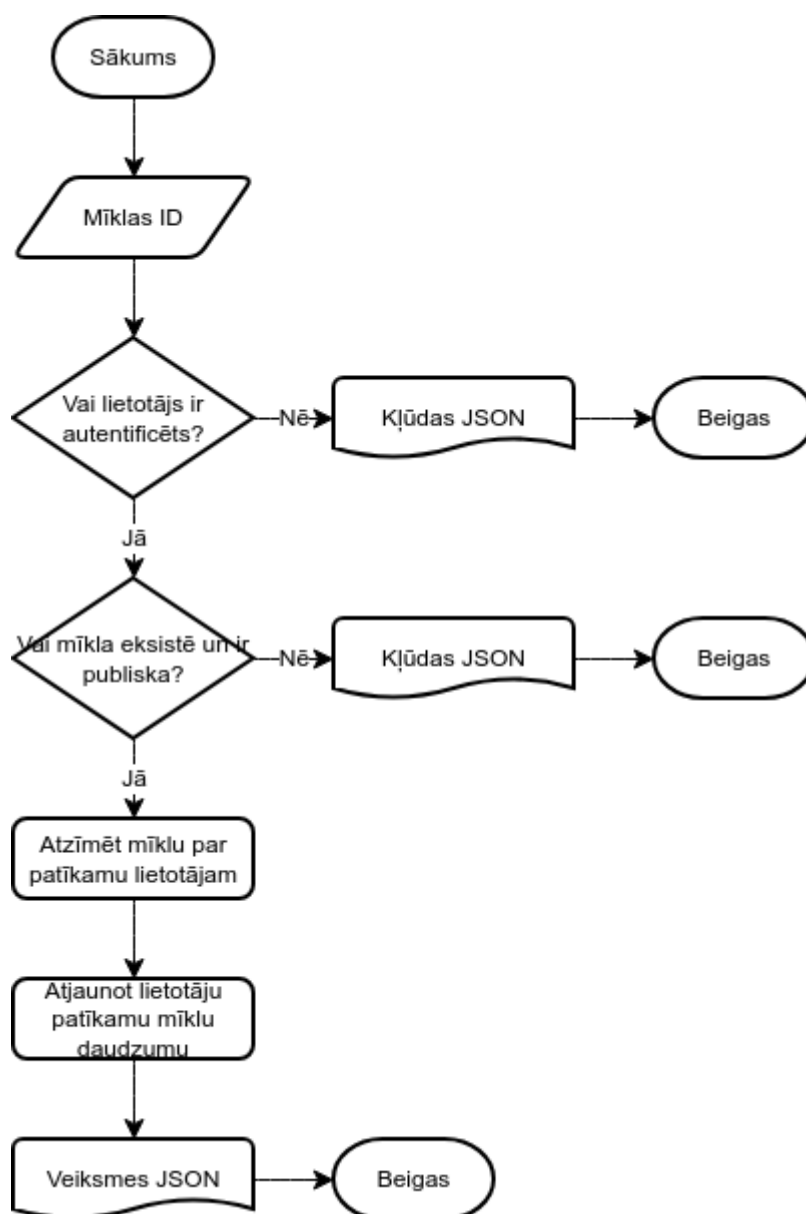 Sākums
Mīklas ID
Vai lietotājs ir
autentificēts?
Nē
Kļūdas JSON
Beigas
Jā
Vai mīkla eksistē un ir
publiska?
Nē
Kļūdas JSON
Beigas
Jā
Atzīmēt mīklu par
patīkamu lietotājam
Atjaunot lietotāju
patīkamu mīklu
daudzumu
Veiksmes JSON
Beigas